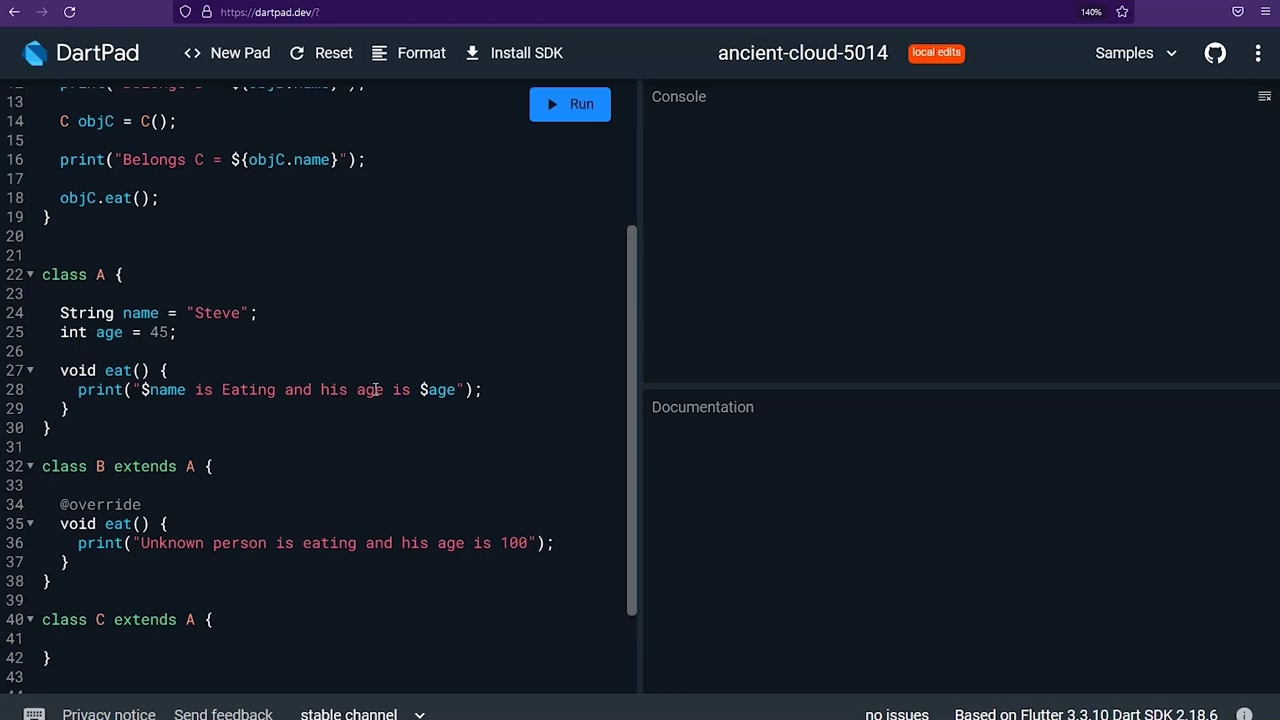 https://dartpad.dev/?
140%
DartPad
New Pad
Reset
Format
Install SDK
ancient-cloud-5014
local edits
Samples
12 print("Belongs B = ${objB.name}");
13
14 C objC = C();
15
16 print("Belongs C = ${objC.name}");
17
18 objC.eat();
19 }
20
21
22 class A {
23
24 String name = "Steve";
25 int age = 45;
26
27 void eat() {
28 print("$name is Eating and his age is $age");
29 }
30 }
31
32 class B extends A {
33
34 @override
35 void eat() {
36 print("Unknown person is eating and his age is 100");
37 }
38 }
39
40 class C extends A {
41
42 }
43
Run
Console
Documentation
Privacy notice
Send feedback
stable channel
no issues
Based on Flutter 3.3.10 Dart SDK 2.18.6